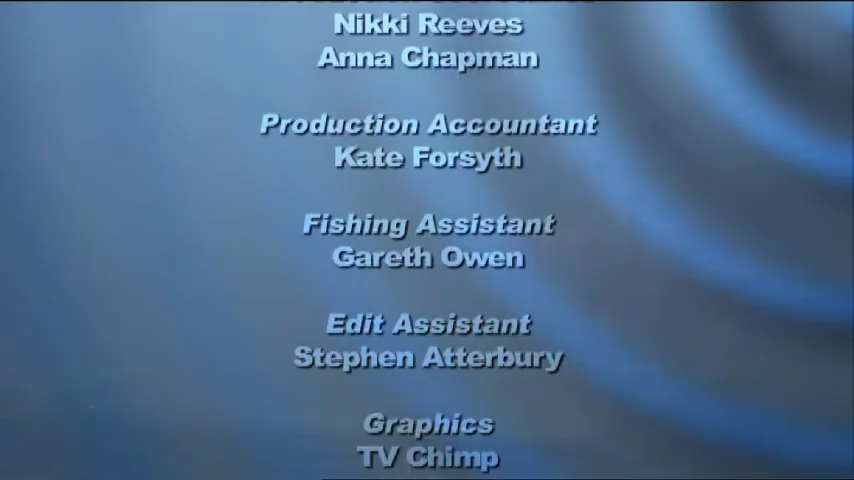 Nikki Reeves
Anna Chapman
Production Accountant
Kate Forsyth
Fishing Assistant
Gareth Owen
Edit Assistant
Stephen Atterbury
Graphics
TV Chimp